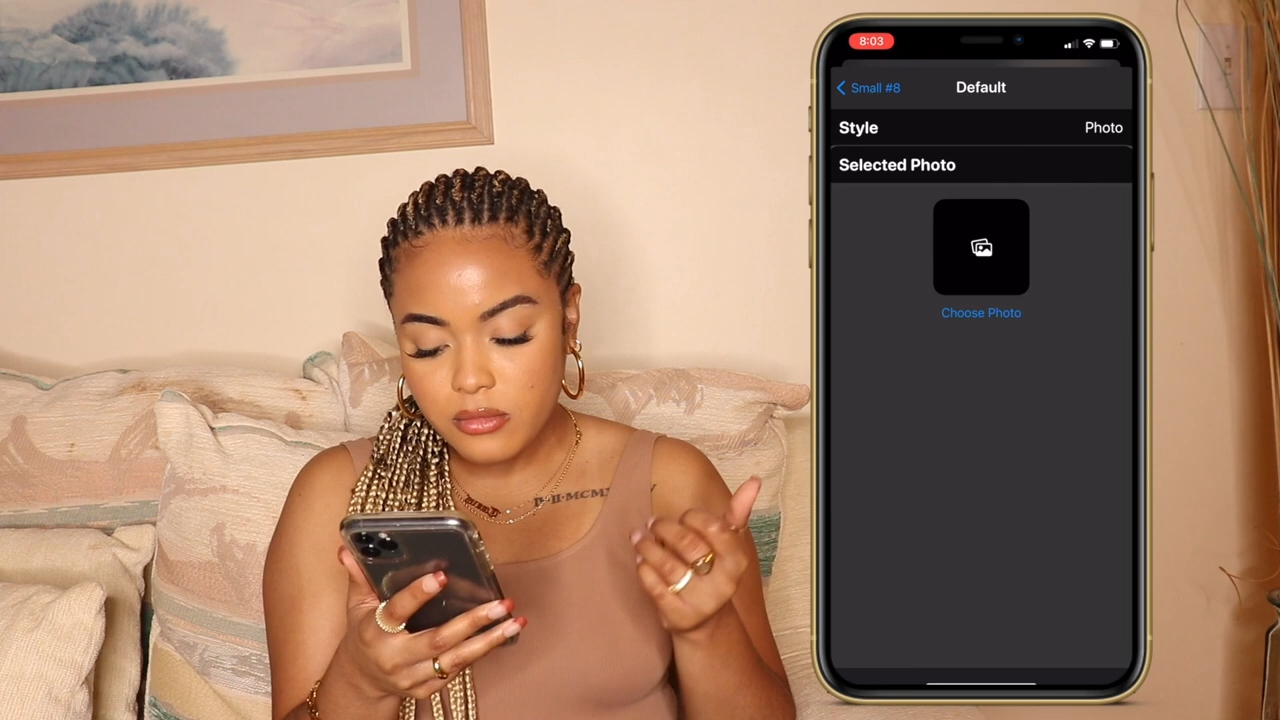 8:03
Small #8
Default
Style
Photo
Selected Photo
Choose Photo